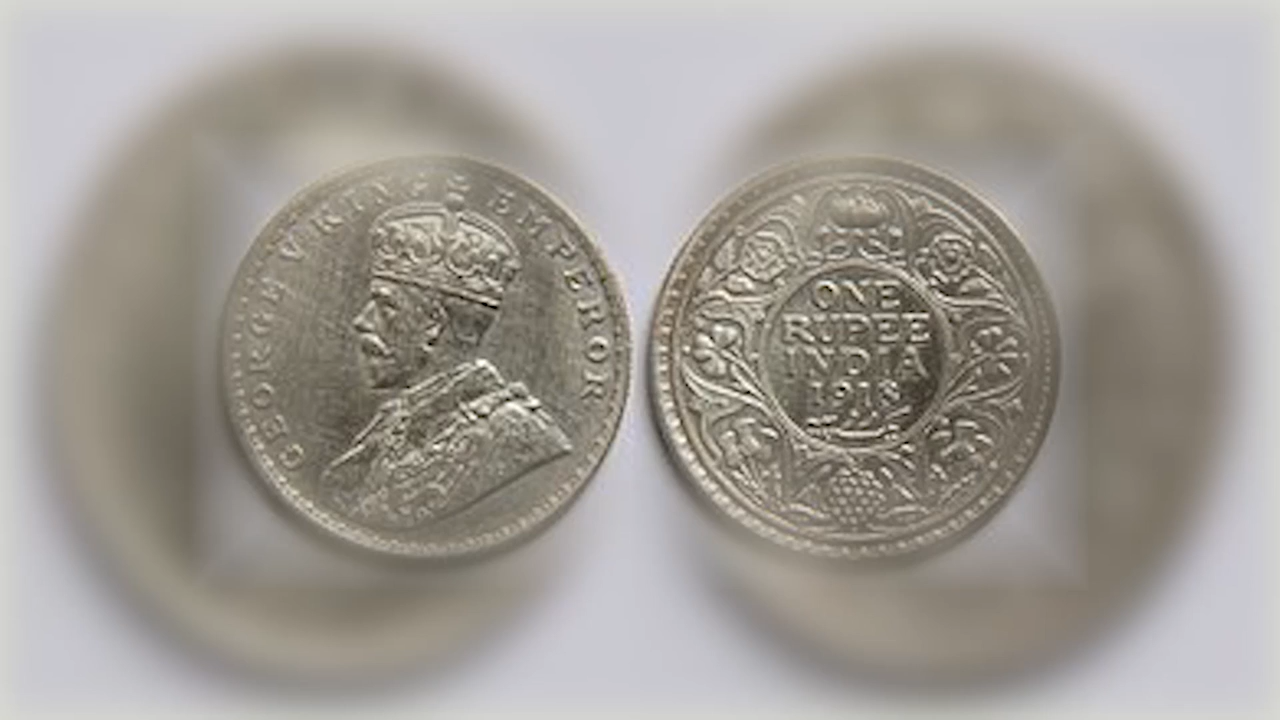 GEORGE V KING & EMPEROR
ONE
RUPEE
INDIA
1918